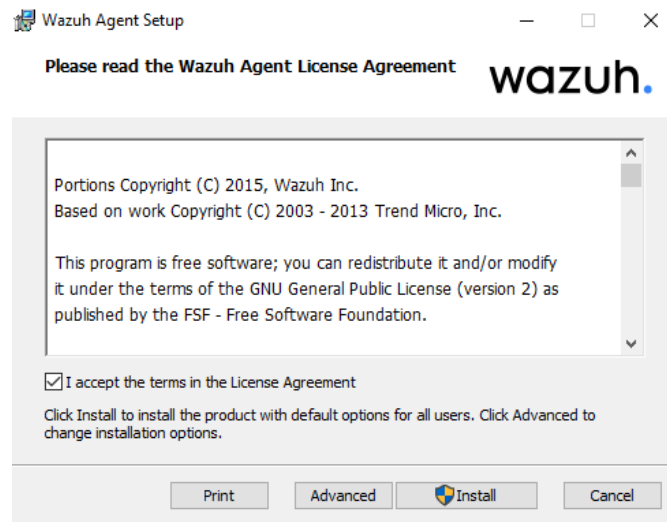 Wazuh Agent Setup
Please read the Wazuh Agent License Agreement
wazuh.
Portions Copyright (C) 2015, Wazuh Inc.
Based on work Copyright (C) 2003 - 2013 Trend Micro, Inc.
This program is free software; you can redistribute it and/or modify
it under the terms of the GNU General Public License (version 2) as
published by the FSF - Free Software Foundation.
I accept the terms in the License Agreement
Click Install to install the product with default options for all users. Click Advanced to
change installation options.
Print Advanced Install Cancel